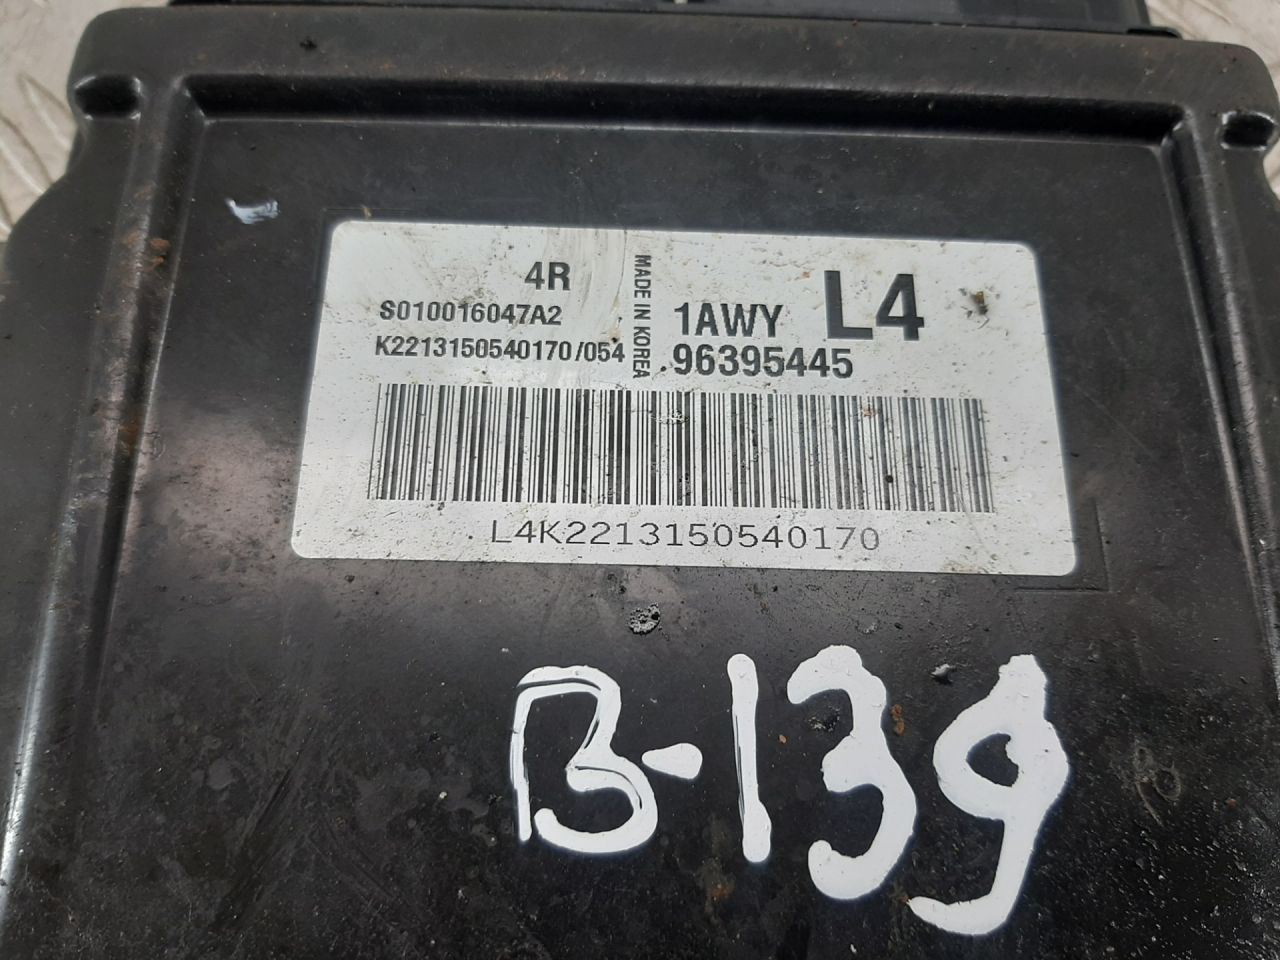 4R
S010016047A2
K2213150540170/054
MADE IN KOREA
1AWY L4
96395445
L4K2213150540170
B-139